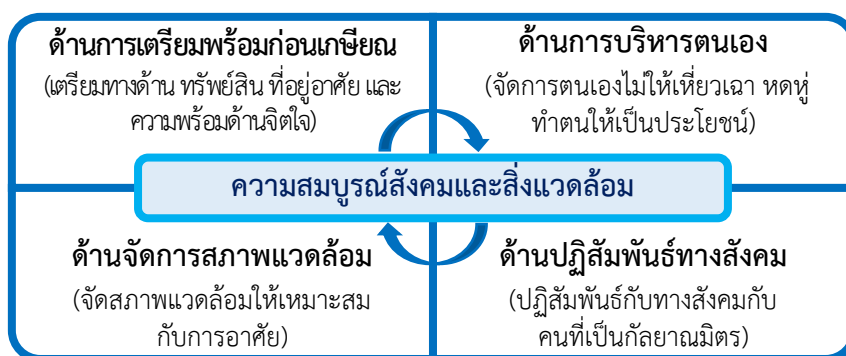 ด้านการเตรียมพร้อมก่อนเกษียณ
(เตรียมทางด้าน ทรัพย์สิน ที่อยู่อาศัย และ
ความพร้อมด้านจิตใจ)
ด้านการบริหารตนเอง
(จัดการตนเองไม่ให้เหี่ยวเฉา หดหู่
ทำตนให้เป็นประโยชน์)
ความสมบูรณ์สังคมและสิ่งแวดล้อม
ด้านจัดการสภาพแวดล้อม
(จัดสภาพแวดล้อมให้เหมาะสม
กับการอาศัย)
ด้านปฏิสัมพันธ์ทางสังคม
(ปฏิสัมพันธ์กับทางสังคมกับ
คนที่เป็นกัลยาณมิตร)